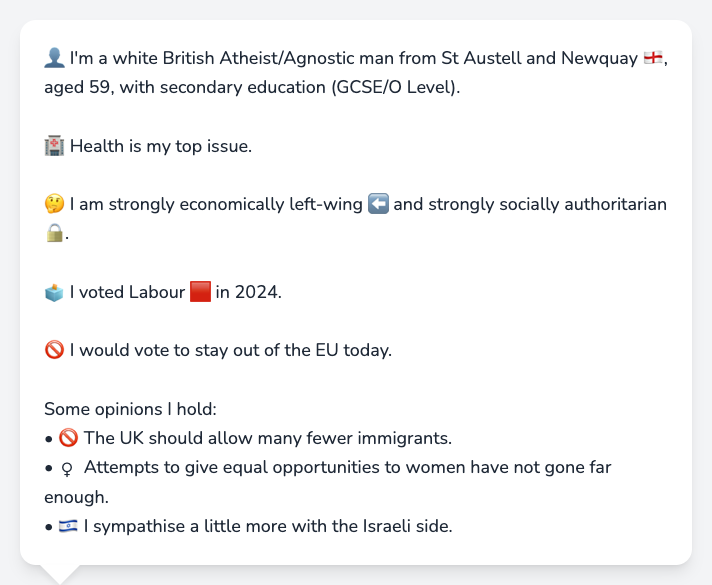 👤 I'm a white British Atheist/Agnostic man from St Austell and Newquay 🏴󠁧󠁢󠁥󠁮󠁧󠁿,
aged 59, with secondary education (GCSE/O Level).
🏥 Health is my top issue.
🤔 I am strongly economically left-wing ⬅️ and strongly socially authoritarian
🔒.
🗳️ I voted Labour 🟥 in 2024.
🚫 I would vote to stay out of the EU today.
Some opinions I hold:
• 🚫 The UK should allow many fewer immigrants.
• ♀ Attempts to give equal opportunities to women have not gone far
enough.
• 🇮🇱 I sympathise a little more with the Israeli side.